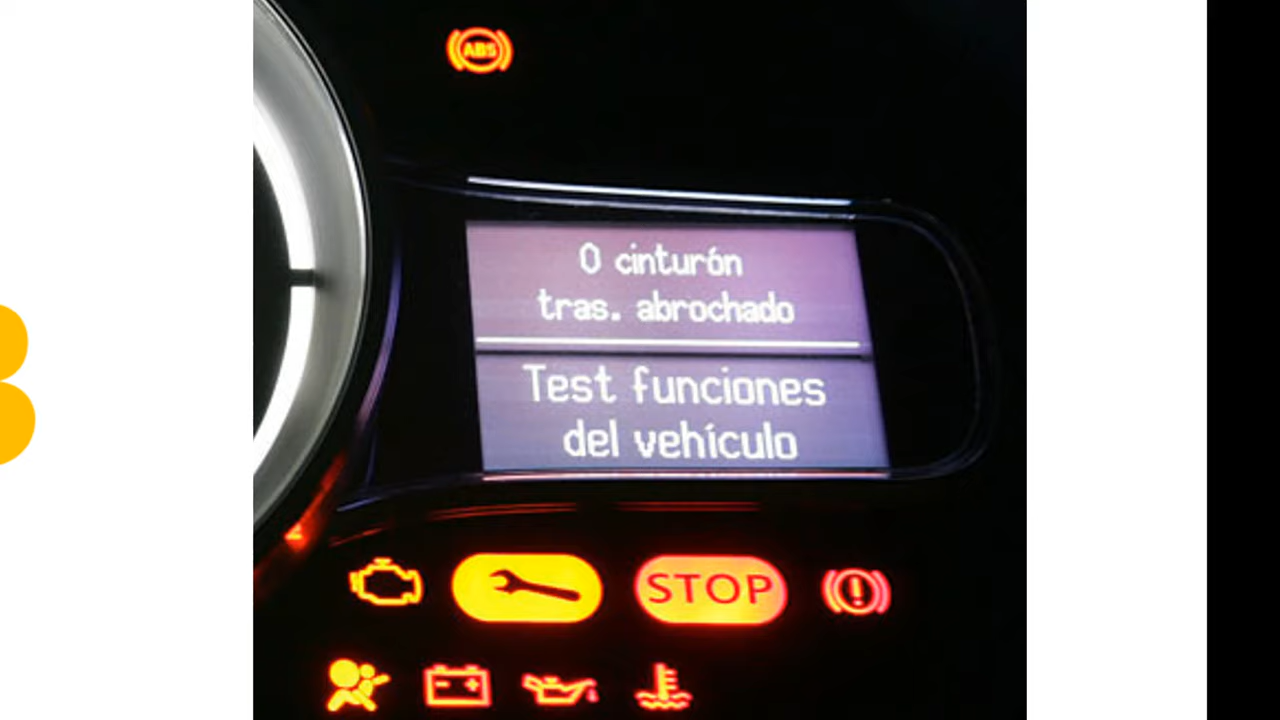 ABS
0 cinturón
tras. abrochado
Test funciones
del vehículo
STOP